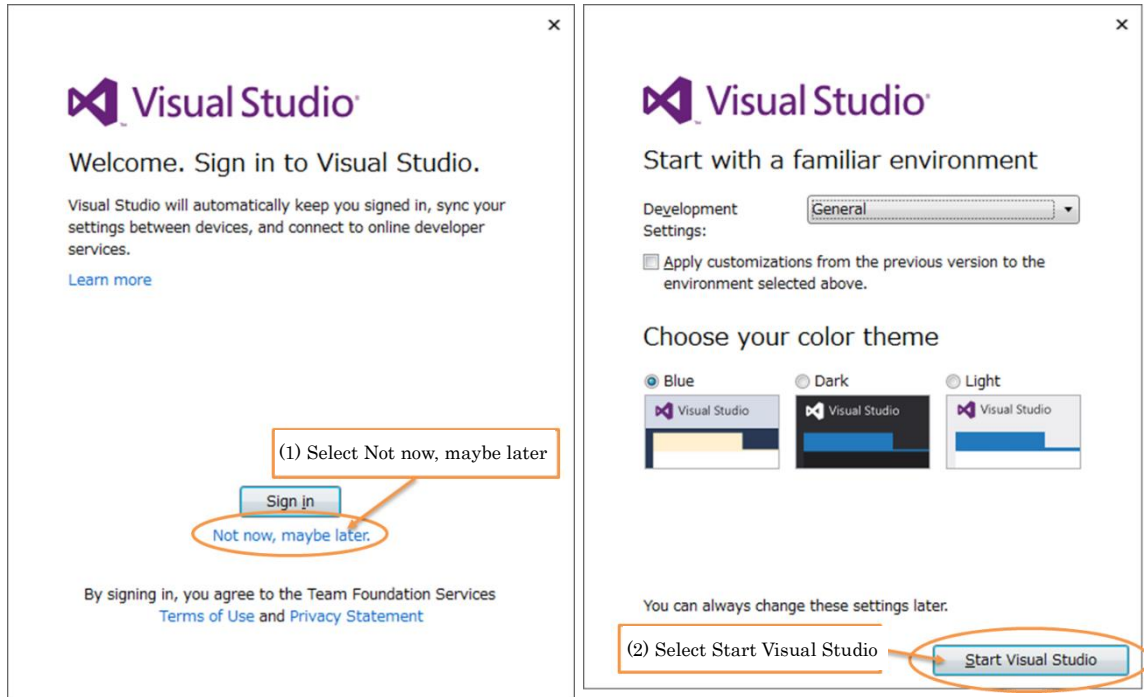 Visual Studio
Welcome. Sign in to Visual Studio.
Visual Studio will automatically keep you signed in, sync your
settings between devices, and connect to online developer
services.
Learn more
(1) Select Not now, maybe later
Sign in
Not now, maybe later.
By signing in, you agree to the Team Foundation Services
Terms of Use and Privacy Statement
Visual Studio
Start with a familiar environment
Development
Settings:
General
Apply customizations from the previous version to the
environment selected above.
Choose your color theme
Blue
Dark
Light
Visual Studio
Visual Studio
Visual Studio
You can always change these settings later.
(2) Select Start Visual Studio
Start Visual Studio